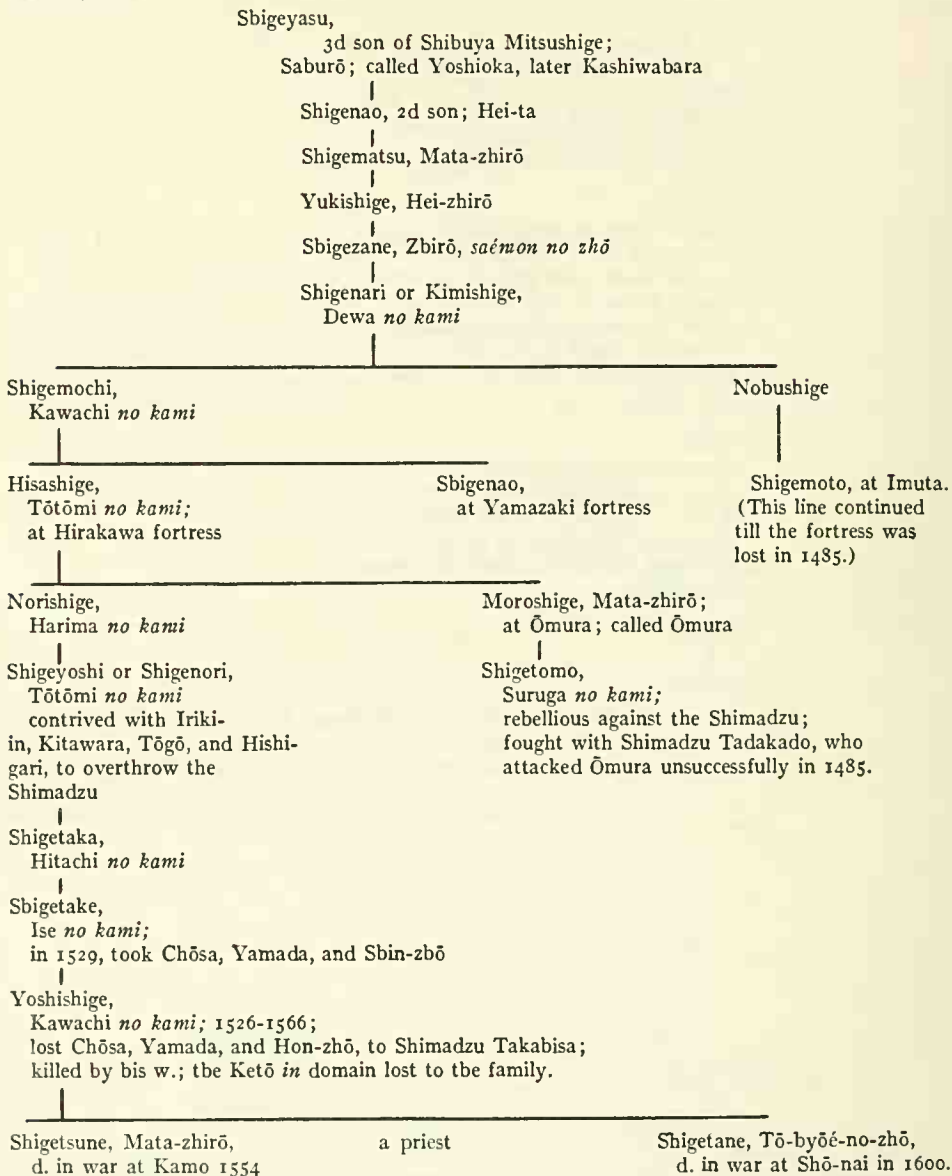 Sbigeyasu,
3d son of Shibuya Mitsushige;
Saburō; called Yoshioka, later Kashiwabara
Shigenao, 2d son; Hei-ta
Shigematsu, Mata-zhirō
Yukishige, Hei-zhirō
Sbigezane, Zbirō, saémon no zhō
Shigenari or Kimishige,
Dewa no kami
Shigemochi,
Kawachi no kami
Nobushige
Hisashige,
Tōtōmi no kami;
at Hirakawa fortress
Sbigenao,
at Yamazaki fortress
Shigemoto, at Imuta.
(This line continued
till the fortress was
lost in 1485.)
Norishige,
Harima no kami
Moroshige, Mata-zhirō;
at Ōmura; called Ōmura
Shigeyoshi or Shigenori,
Tōtōmi no kami
contrived with Iriki-
in, Kitawara, Tōgō, and Hishi-
gari, to overthrow the
Shimadzu
Shigetomo,
Suruga no kami;
rebellious against the Shimadzu;
fought with Shimadzu Tadakado, who
attacked Ōmura unsuccessfully in 1485.
Shigetaka,
Hitachi no kami
Sbigetake,
Ise no kami;
in 1529, took Chōsa, Yamada, and Sbin-zbō
Yoshishige,
Kawachi no kami; 1526-1566;
lost Chōsa, Yamada, and Hon-zhō, to Shimadzu Takabisa;
killed by bis w.; tbe Ketō in domain lost to tbe family.
Shigetsune, Mata-zhirō,
d. in war at Kamo 1554
a priest
Shigetane, Tō-byōé-no-zhō,
d. in war at Shō-nai in 1600.